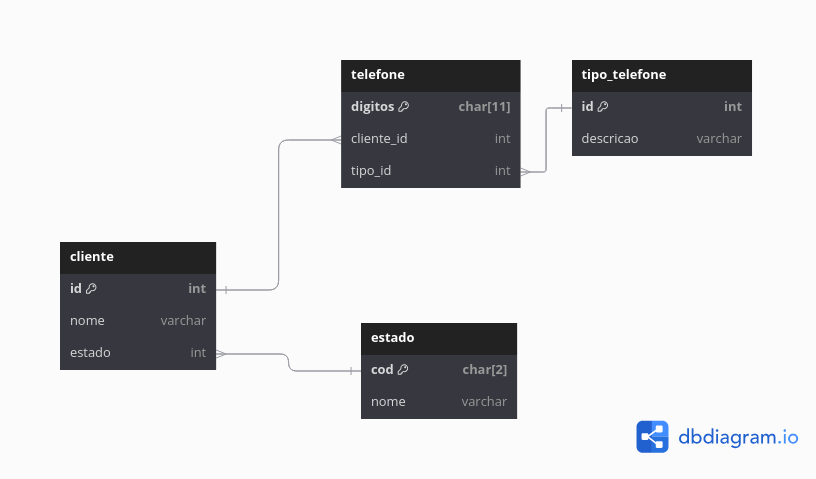 telefone
digitos char[11]
cliente_id int
tipo_id int
tipo_telefone
id int
descricao varchar
cliente
id int
nome varchar
estado int
estado
cod char[2]
nome varchar
dbdiagram.io